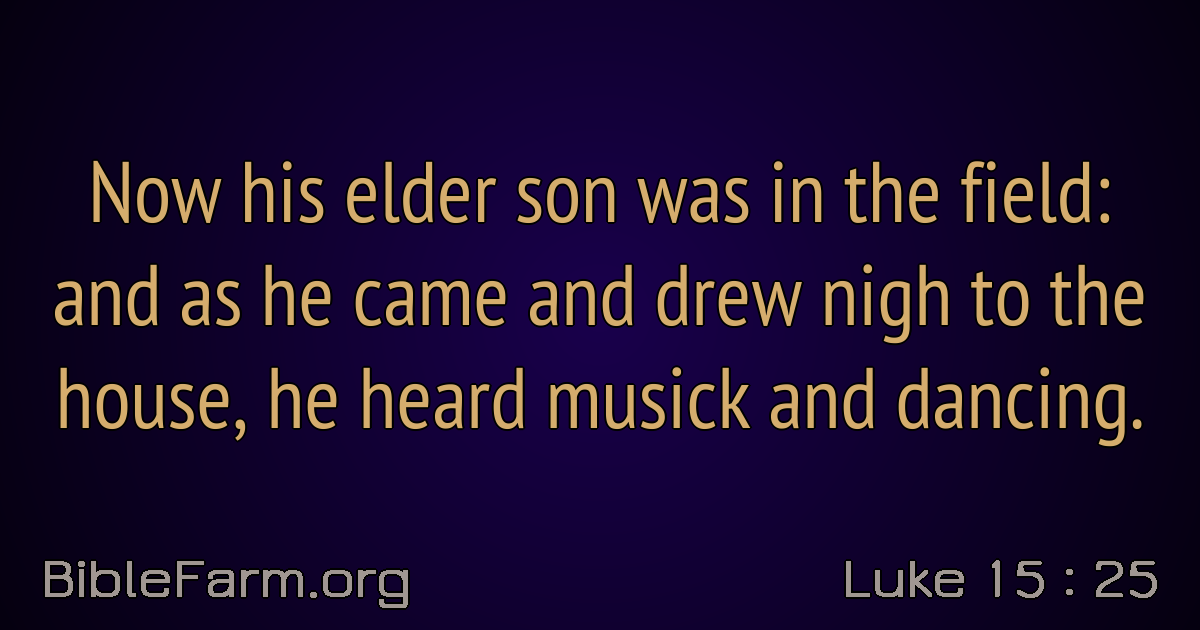 Now his elder son was in the field:
and as he came and drew nigh to the
house, he heard musick and dancing.
BibleFarm.org
Luke 15 : 25